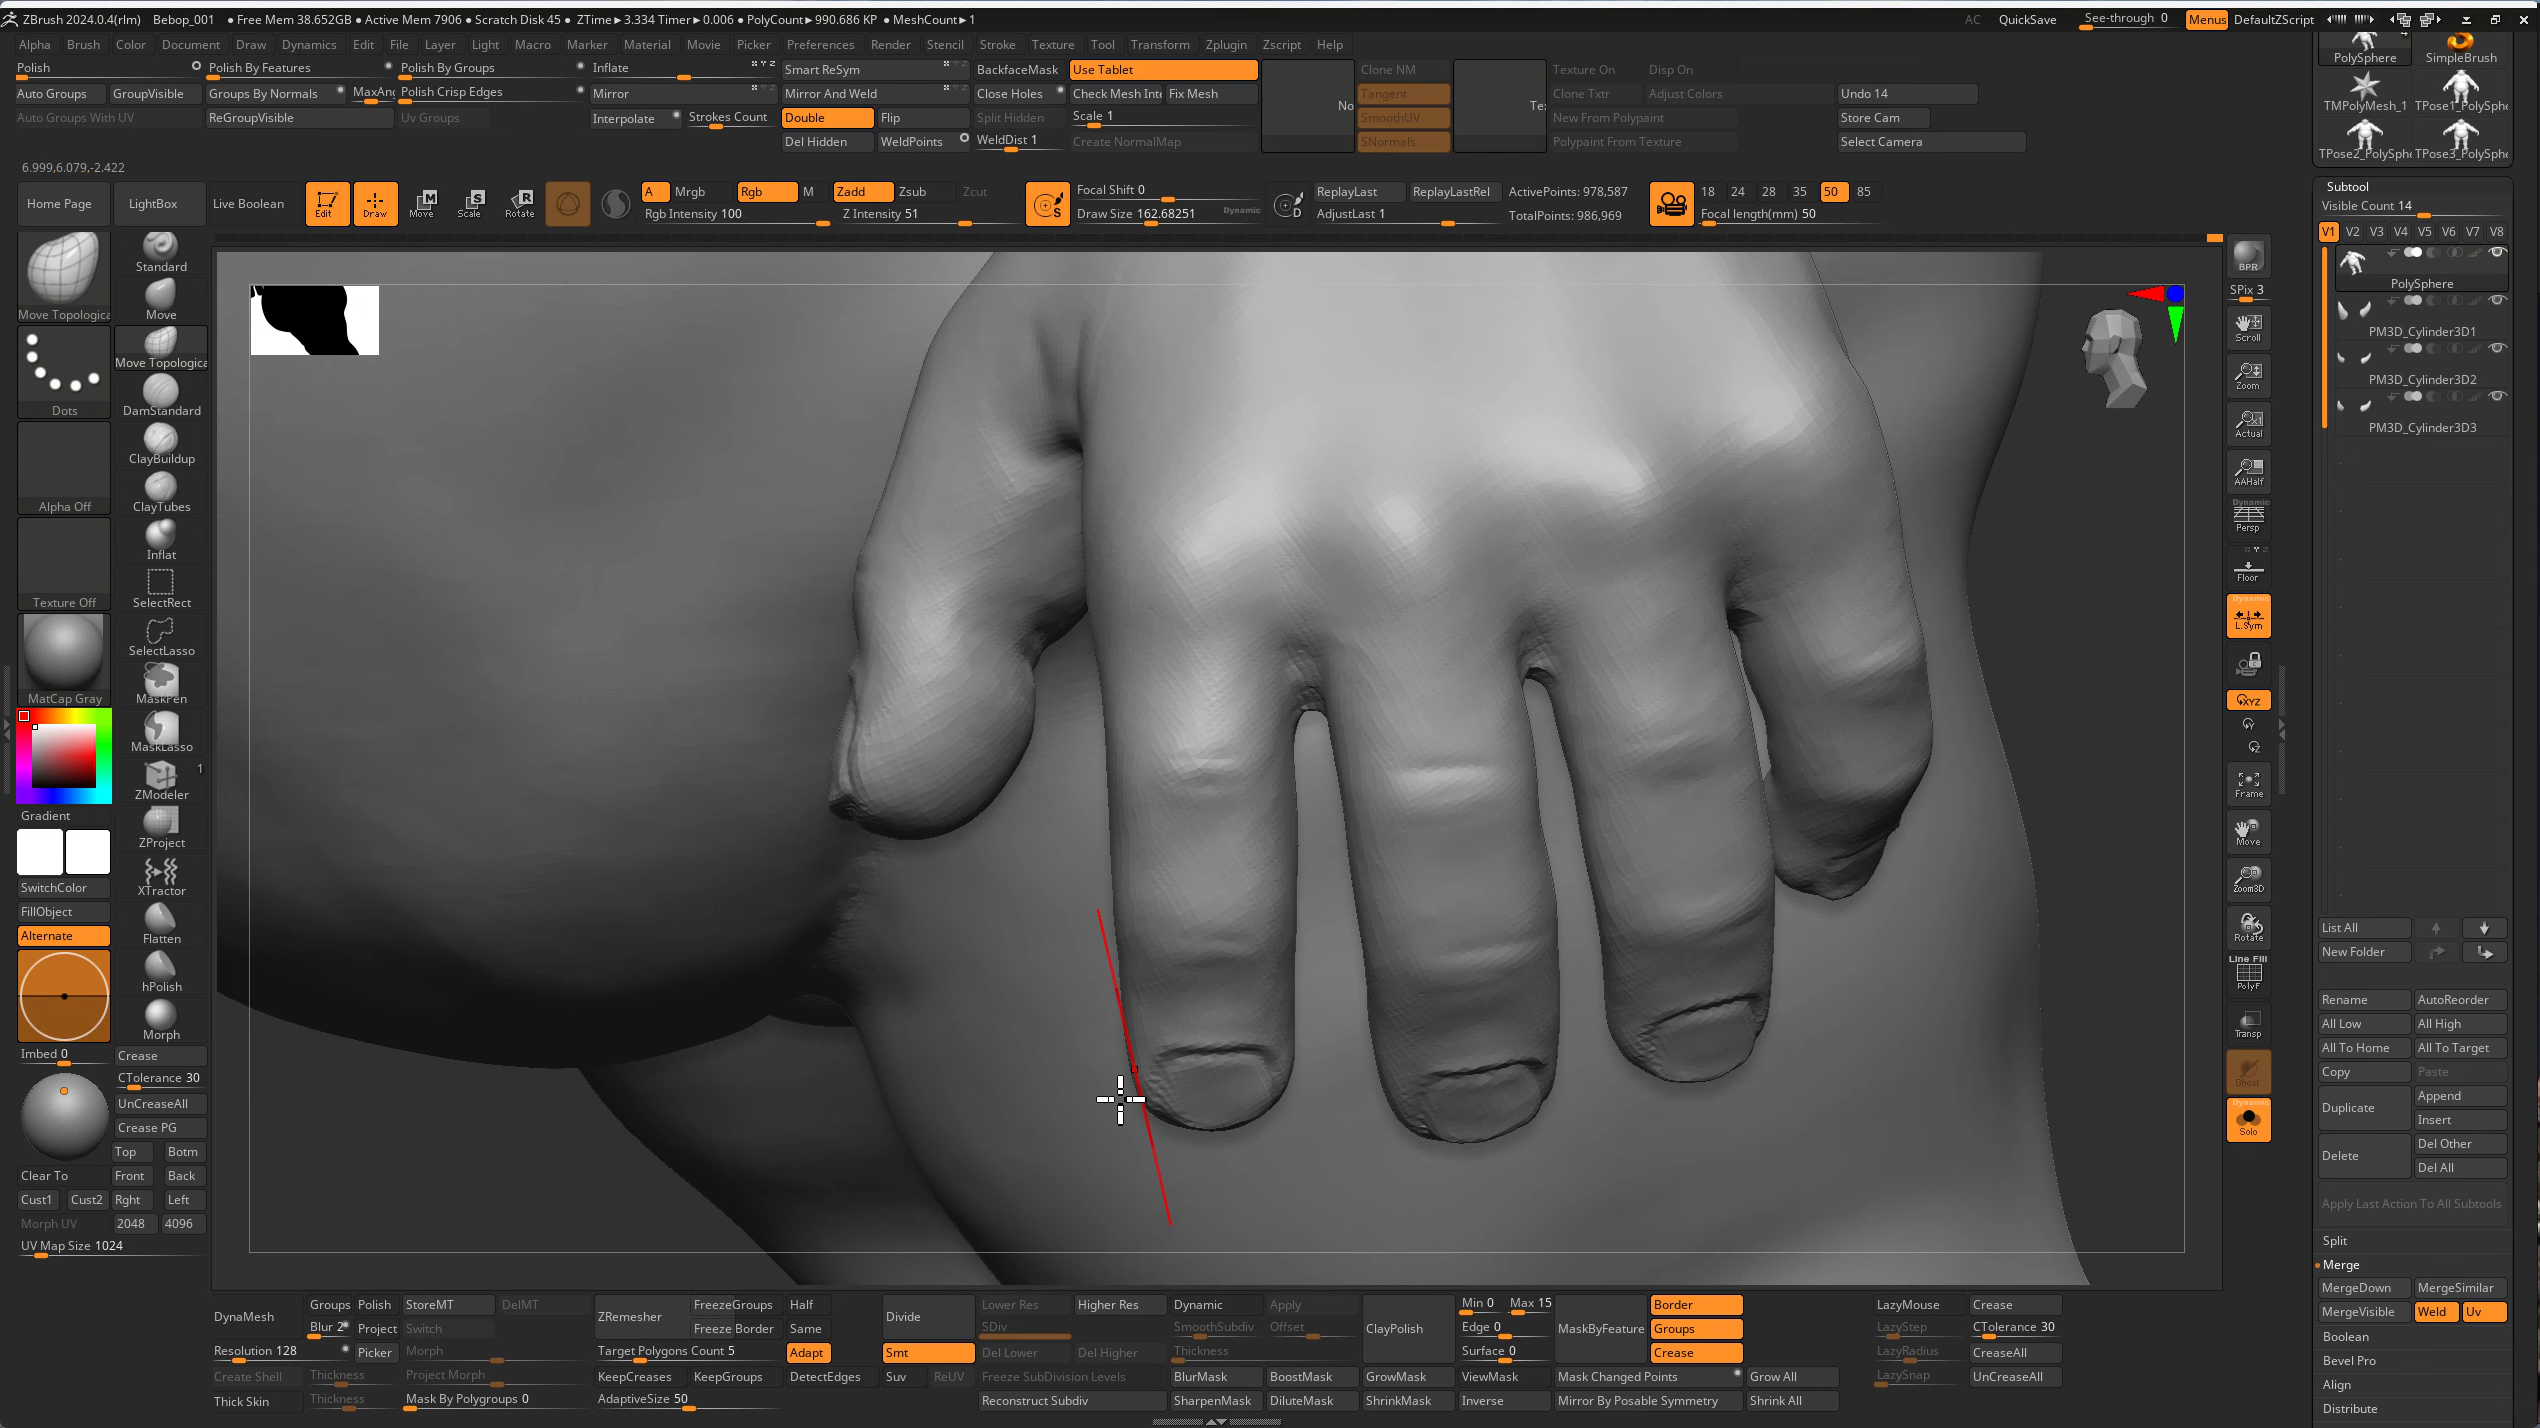 ZBrush 2024.0.4(rlm) Bebop_001 ● Free Mem 38.652GB ● Active Mem 7906 ● Scratch Disk 45 ● ZTime►3.334 Timer►0.006 ● PolyCount►990.686 KP ● MeshCount►1 AC QuickSave See-through 0 Menus DefaultZScript
Alpha Brush Color Document Draw Dynamics Edit File Layer Light Macro Marker Material Movie Picker Preferences Render Stencil Stroke Texture Tool Transform Zplugin Zscript Help
Polish Polish By Features Polish By Groups Inflate Smart ReSym BackfaceMask Use Tablet Clone NM Texture On Disp On
Auto Groups GroupVisible Groups By Normals MaxAn Polish Crisp Edges Mirror Mirror And Weld Close Holes Check Mesh Inte Fix Mesh Tangent Clone Txtr Adjust Colors Undo 14
Auto Groups With UV ReGroupVisible Uv Groups Interpolate Strokes Count Double Flip Split Hidden Scale 1 No SmoothUV Te: New From Polypaint Store Cam
Del Hidden WeldPoints WeldDist 1 Create NormalMap SNormals Polypaint From Texture Select Camera
6.999,6.079,-2.422
Home Page LightBox Live Boolean Edit Draw Move Scale Rotate A Mrgb Rgb M Zadd Zsub Zcut Focal Shift 0 ReplayLast ReplayLastRel ActivePoints: 978,587 18 24 28 35 50 85
Rgb Intensity 100 Z Intensity 51 Draw Size 162.68251 Dynamic AdjustLast 1 TotalPoints: 986,969 Focal length(mm) 50
Move Topologica
Dots
Alpha Off
Texture Off
MatCap Gray
Gradient
SwitchColor
FillObject
Alternate
Imbed 0
Standard
Move
Move Topologica
DamStandard
ClayBuildup
ClayTubes
Inflat
SelectRect
SelectLasso
MaskPen
MaskLasso
1
ZModeler
ZProject
XTractor
Flatten
hPolish
Morph
Crease
CTolerance 30
UnCreaseAll
Crease PG
Top Botm
Clear To Front Back
Cust1 Cust2 Rght Left
Morph UV 2048 4096
UV Map Size 1024
BPR
SPix 3
Scroll
Zoom
Actual
AAHalf
Dynamic
Persp
Floor
Dynamic
L.Sym
XYZ
Frame
Move
Zoom3D
Rotate
Line Fill
PolyF
Transp
Ghost
Dynamic
Solo
4
PolySphere SimpleBrush
TMPolyMesh_1 TPose1_PolySphe
TPose2_PolySphe TPose3_PolySphe
Subtool
Visible Count 14
V1 V2 V3 V4 V5 V6 V7 V8
PolySphere
PM3D_Cylinder3D1
PM3D_Cylinder3D2
PM3D_Cylinder3D3
List All
New Folder
Rename AutoReorder
All Low All High
All To Home All To Target
Copy Paste
Duplicate Append
Insert
Delete Del Other
Del All
Apply Last Action To All Subtools
Split
Merge
MergeDown MergeSimilar
MergeVisible Weld Uv
Boolean
Bevel Pro
Align
Distribute
DynaMesh Groups Polish StoreMT DelMT ZRemesher FreezeGroups Half Divide Lower Res Higher Res Dynamic Apply ClayPolish Min 0 Max 15 MaskByFeature Border LazyMouse Crease
Blur 2 Project Switch Freeze Border Same SDiv SmoothSubdiv Offset Edge 0 Groups LazyStep CTolerance 30
Resolution 128 Picker Morph Target Polygons Count 5 Adapt Smt Del Lower Del Higher Thickness Surface 0 Crease LazyRadius CreaseAll
Create Shell Thickness Project Morph KeepCreases KeepGroups DetectEdges Suv ReUV Freeze SubDivision Levels BlurMask BoostMask GrowMask ViewMask Mask Changed Points Grow All LazySnap UnCreaseAll
Thick Skin Thickness Mask By Polygroups 0 AdaptiveSize 50 Reconstruct Subdiv SharpenMask DiluteMask ShrinkMask Inverse Mirror By Posable Symmetry Shrink All